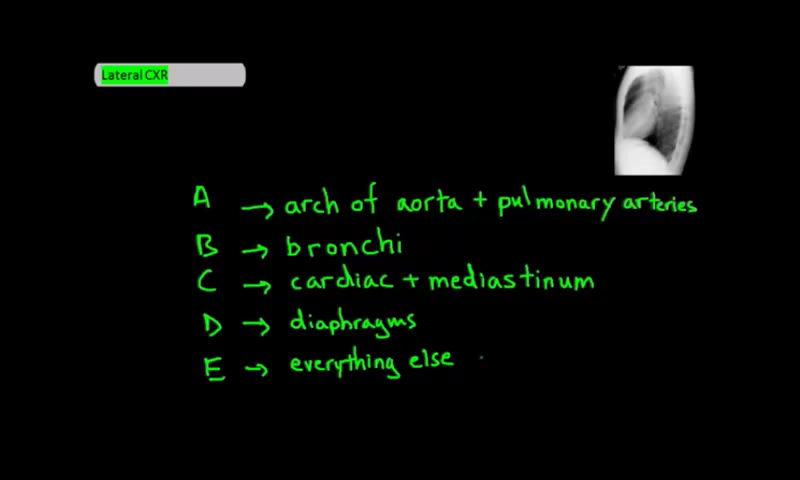 Lateral CXR
A → arch of aorta + pulmonary arteries
B → bronchi
C → cardiac + mediastinum
D → diaphragms
E → everything else